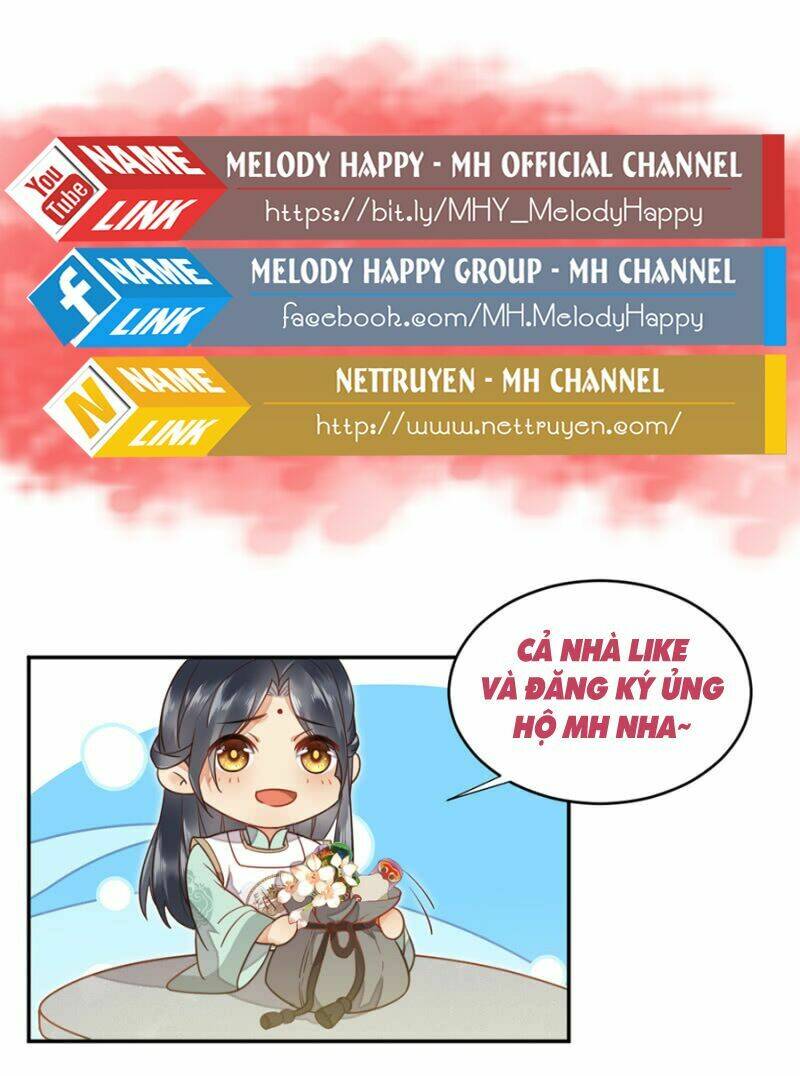 You
Tube
NAME
LINK
MELODY HAPPY - MH OFFICIAL CHANNEL
https://bit.ly/MHY_MelodyHappy
f
NAME
LINK
MELODY HAPPY GROUP - MH CHANNEL
facebook.com/MH.MelodyHappy
N
NAME
LINK
NETTRUYEN - MH CHANNEL
http://www.nettruyen.com/
CẢ NHÀ LIKE
VÀ ĐĂNG KÝ ỦNG
HỘ MH NHA~